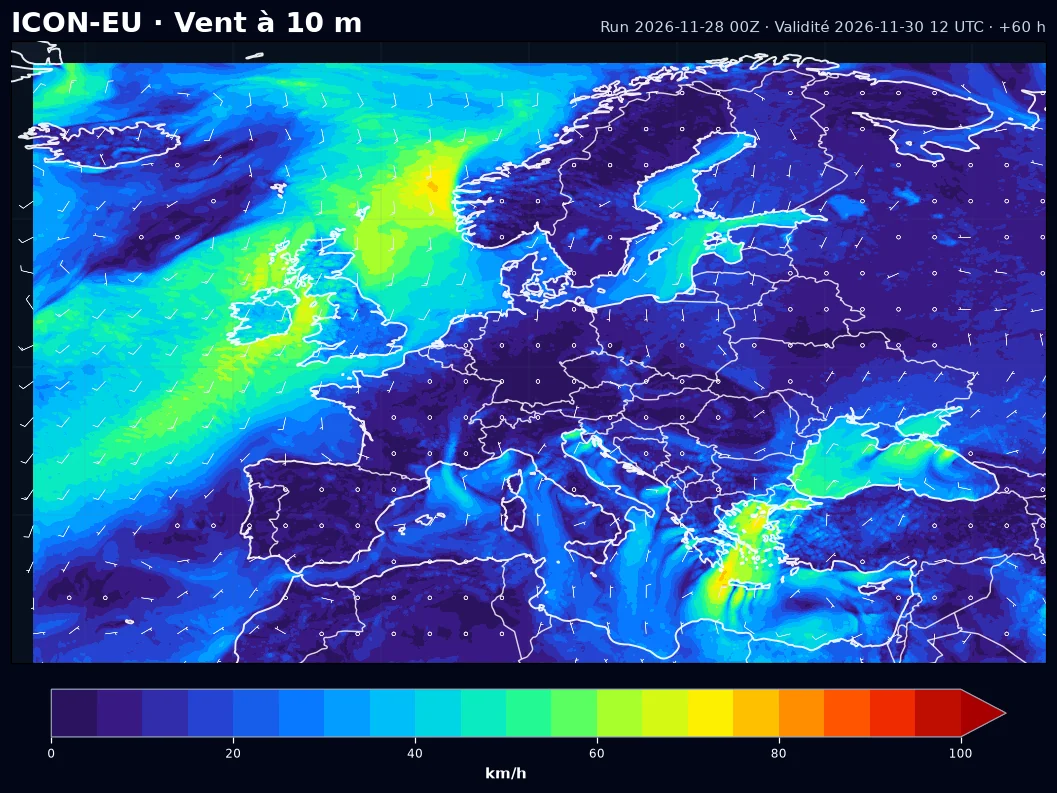 ICON-EU · Vent à 10 m
Run 2026-11-28 00Z · Validité 2026-11-30 12 UTC · +60 h
0 20 40 60 80 100
km/h